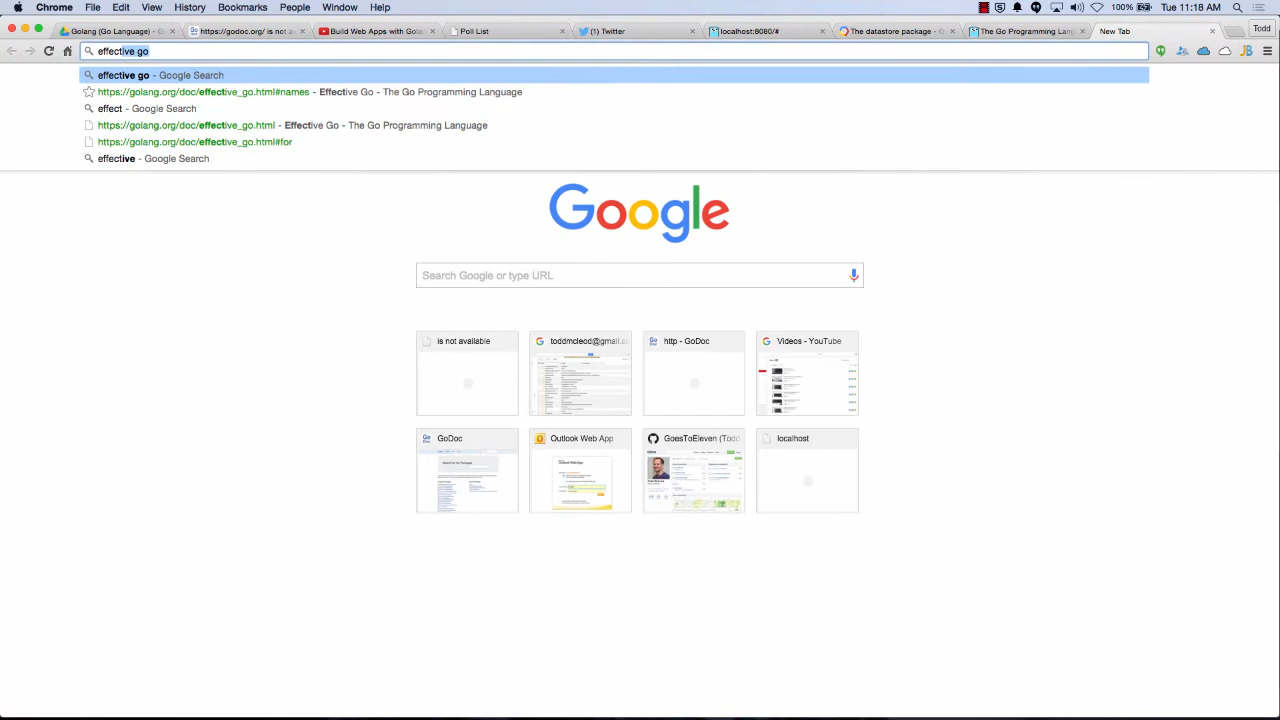 Chrome File Edit View History Bookmarks People Window Help 100% Tue 11:18 AM
Golang (Go Language) - G
https://godoc.org/ is not av
Build Web Apps with Golan
Poll List
(1) Twitter
localhost:8080/#
The datastore package - G
The Go Programming Lang
New Tab
Todd
effective go
effective go - Google Search
https://golang.org/doc/effective_go.html#names - Effective Go - The Go Programming Language
effect - Google Search
https://golang.org/doc/effective_go.html - Effective Go - The Go Programming Language
https://golang.org/doc/effective_go.html#for
effective - Google Search
Google
Search Google or type URL
is not available
toddmcleod@gmail.co
http - GoDoc
Videos - YouTube
GoDoc
Outlook Web App
GoesToEleven (Todd
localhost